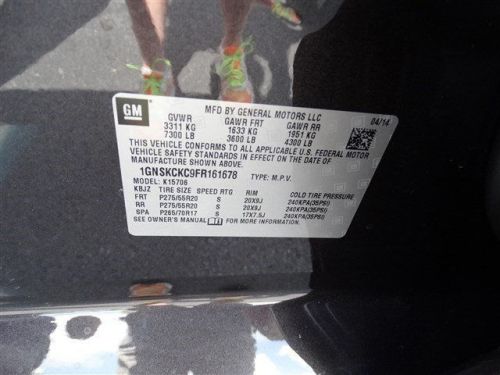 GM
MFD BY GENERAL MOTORS LLC
04/14
GVWR GAWR FRT GAWR RR
3311 KG 1633 KG 1951 KG
7300 LB 3600 LB 4300 LB
THIS VEHICLE CONFORMS TO ALL APPLICABLE U.S. FEDERAL MOTOR
VEHICLE SAFETY STANDARDS IN EFFECT ON THE DATE OF
MANUFACTURE SHOWN ABOVE.
1GNSKCKC9FR161678 TYPE: M.P.V.
MODEL: K15706
KBJZ TIRE SIZE SPEED RTG RIM COLD TIRE PRESSURE
FRT P275/55R20 S 20X9J 240KPA(35PSI)
RR P275/55R20 S 20X9J 240KPA(35PSI)
SPA P265/70R17 S 17X7.5J 240KPA(35PSI)
SEE OWNER'S MANUAL FOR MORE INFORMATION